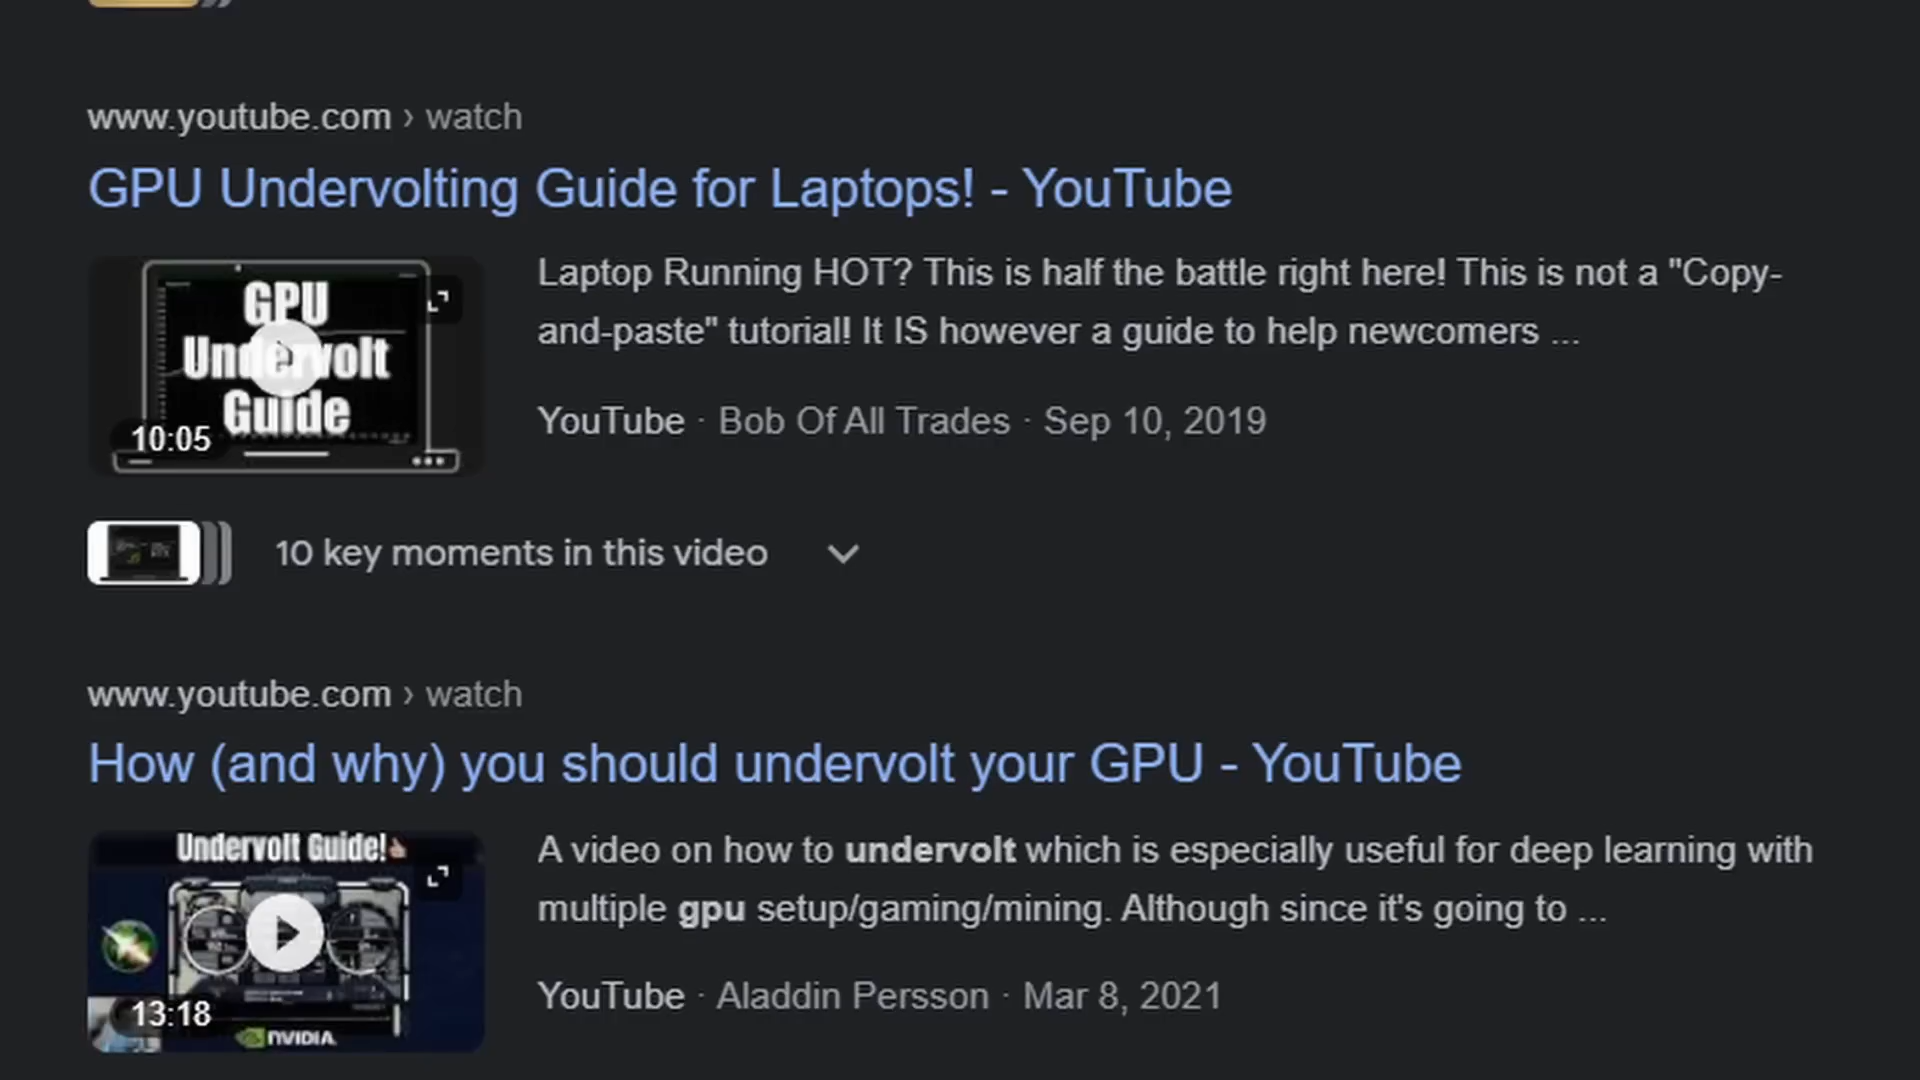 www.youtube.com › watch
GPU Undervolting Guide for Laptops! - YouTube
GPU
Undervolt
Guide
10:05
Laptop Running HOT? This is half the battle right here! This is not a "Copy-
and-paste" tutorial! It IS however a guide to help newcomers ...
YouTube · Bob Of All Trades · Sep 10, 2019
10 key moments in this video
www.youtube.com › watch
How (and why) you should undervolt your GPU - YouTube
Undervolt Guide!
13:18
NVIDIA
A video on how to undervolt which is especially useful for deep learning with
multiple gpu setup/gaming/mining. Although since it's going to ...
YouTube · Aladdin Persson · Mar 8, 2021